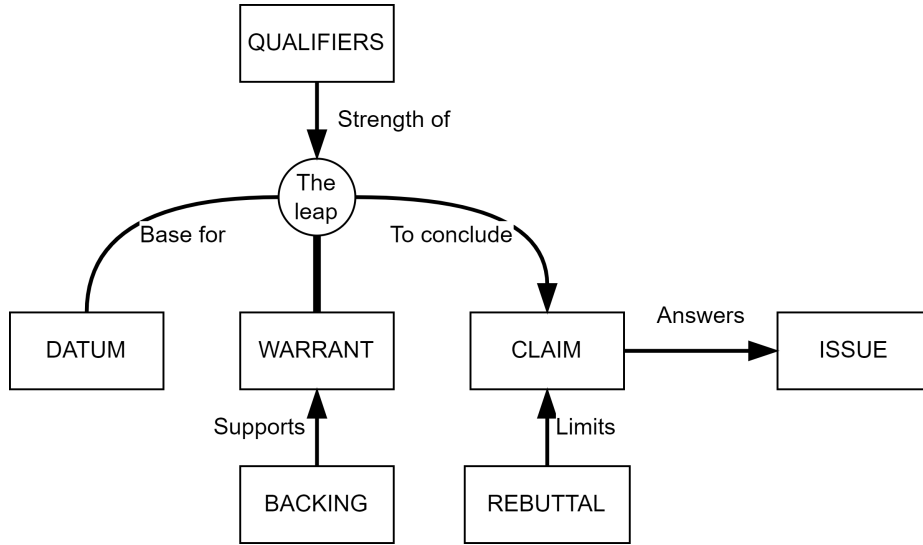 QUALIFIERS
Strength of
The
leap
Base for
To conclude
DATUM
WARRANT
CLAIM
Answers
ISSUE
Supports
Limits
BACKING
REBUTTAL